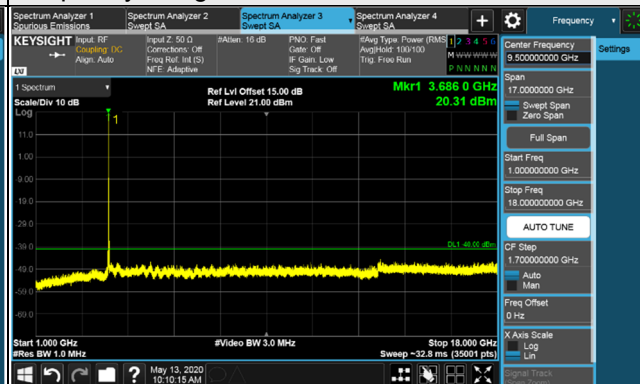 Spectrum Analyzer 1
Spurious Emissions
Spectrum Analyzer 2
Swept SA
Spectrum Analyzer 3
Swept SA
Spectrum Analyzer 4
Swept SA
+
Frequency
KEYSIGHT
Input: RF
Coupling: DC
Align: Auto
Input Z: 50 Ω
Corrections: Off
Freq Ref: Int (S)
NFE: Adaptive
#Atten: 16 dB
PNO: Fast
Gate: Off
IF Gain: Low
Sig Track: Off
#Avg Type: Power (RMS
Avg|Hold: 100/100
Trig: Free Run
1 2 3 4 5 6
M W W W W W
P N N N N N
LXI
Center Frequency
9.500000000 GHz
Settings
Span
17.0000000 GHz
Swept Span
Zero Span
Full Span
Start Freq
1.000000000 GHz
Stop Freq
18.000000000 GHz
AUTO TUNE
CF Step
1.700000000 GHz
Auto
Man
Freq Offset
0 Hz
X Axis Scale
Log
Lin
Signal Track
1 Spectrum
Scale/Div 10 dB
Log
Ref Lvl Offset 15.00 dB
Ref Level 21.00 dBm
Mkr1 3.686 0 GHz
20.31 dBm
1
11.0
1.00
-9.00
-19.0
-29.0
-39.0
-49.0
-59.0
-69.0
Start 1.000 GHz
#Res BW 1.0 MHz
#Video BW 3.0 MHz
Stop 18.000 GHz
Sweep ~32.8 ms (35001 pts)
May 13, 2020
10:10:15 AM